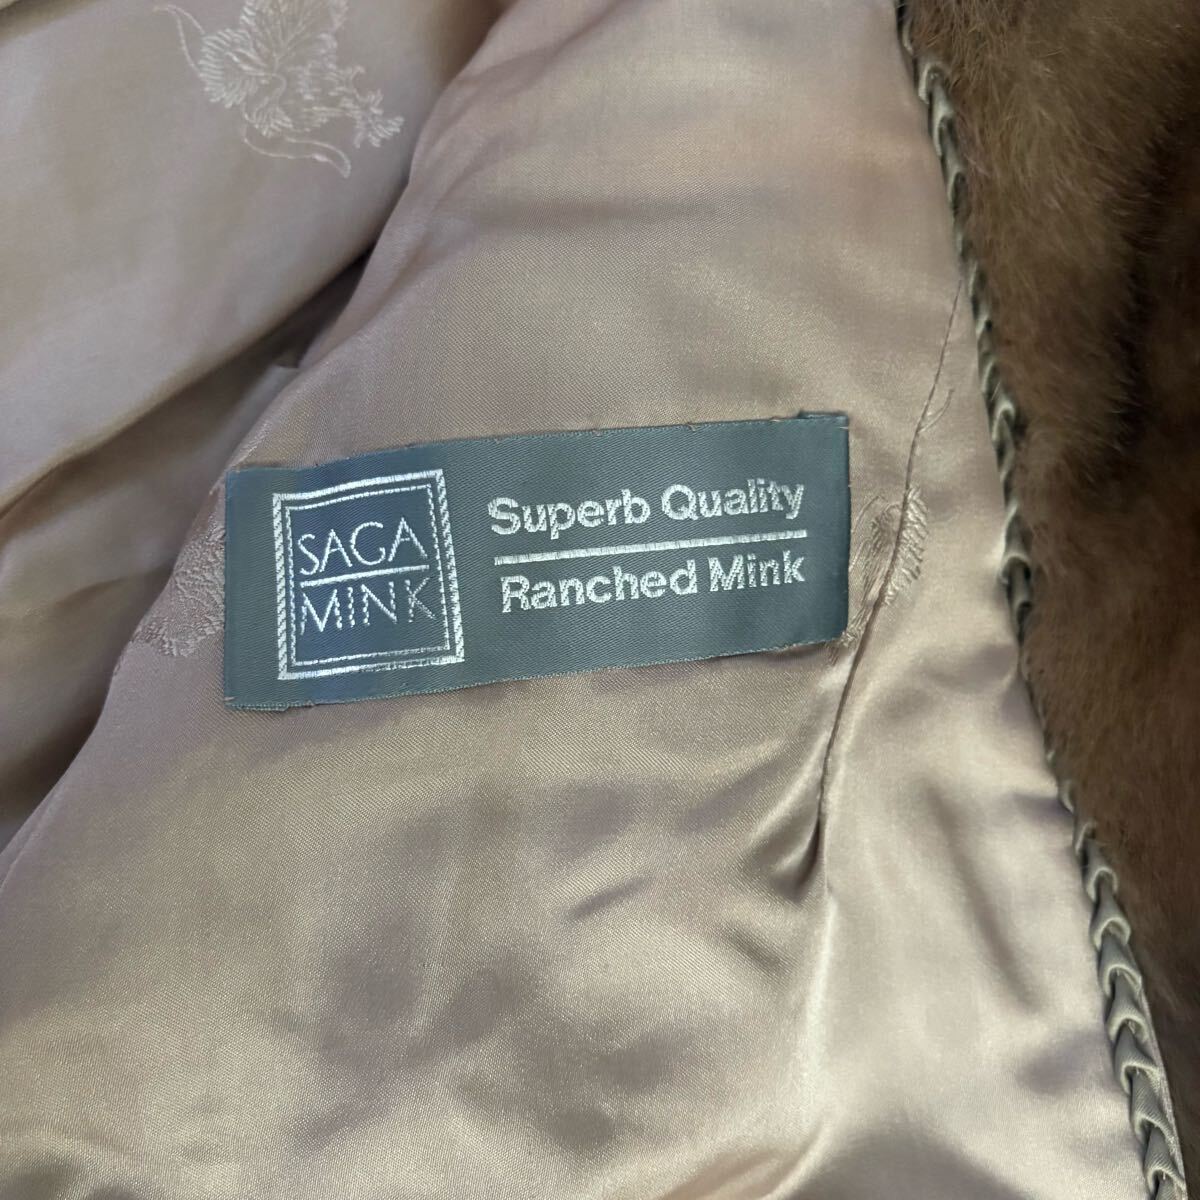 SAGA
MINK
Superb Quality
Ranched Mink